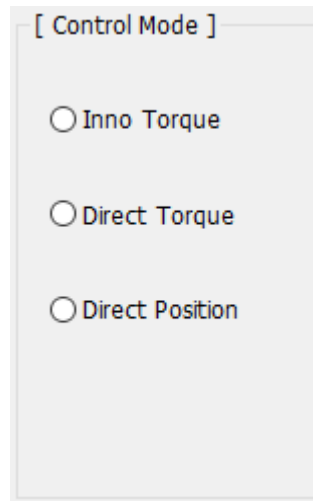 [ Control Mode ]
Inno Torque
Direct Torque
Direct Position